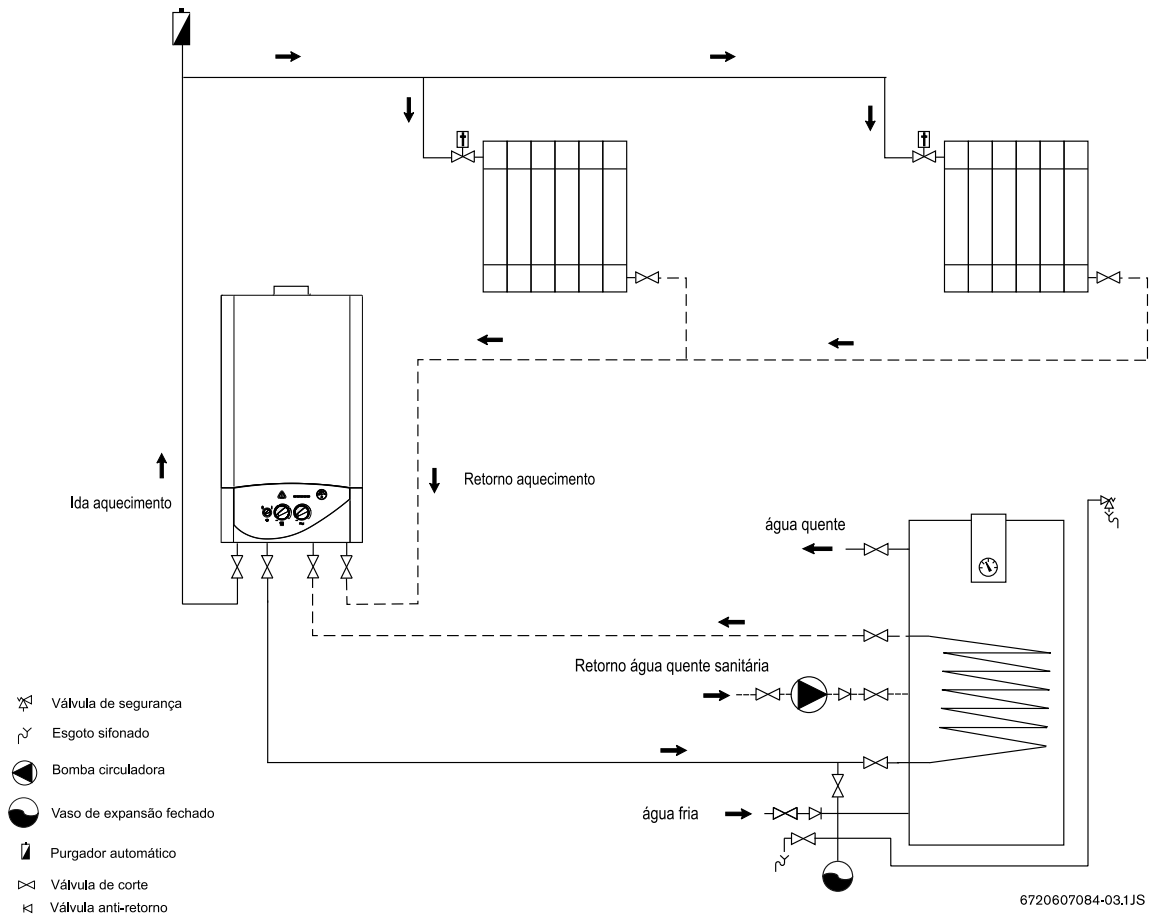 Ida aquecimento
Retorno aquecimento
água quente
Retorno água quente sanitária
água fria
Válvula de segurança
Esgoto sifonado
Bomba circuladora
Vaso de expansão fechado
Purgador automático
Válvula de corte
Válvula anti-retorno
6720607084-03.1JS